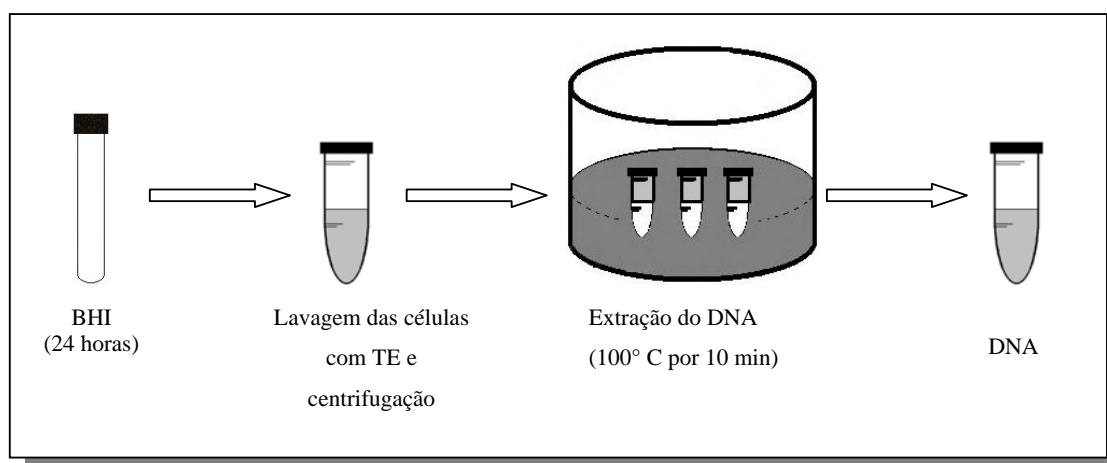 BHI
(24 horas)
Lavagem das células
com TE e
centrifugação
Extração do DNA
(100° C por 10 min)
DNA